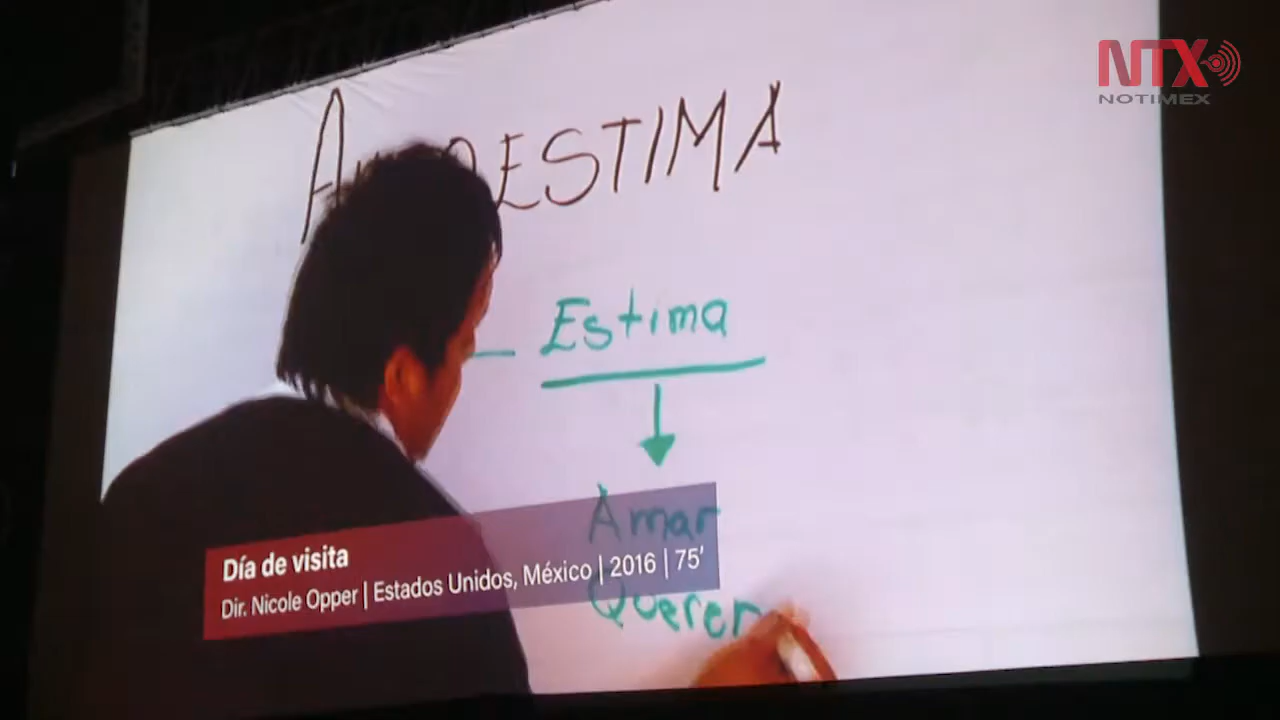 NTX
NOTIMEX
ESTIMA
Estima
Amar
Querer
Día de visita
Dir. Nicole Opper | Estados Unidos, México | 2016 | 75’